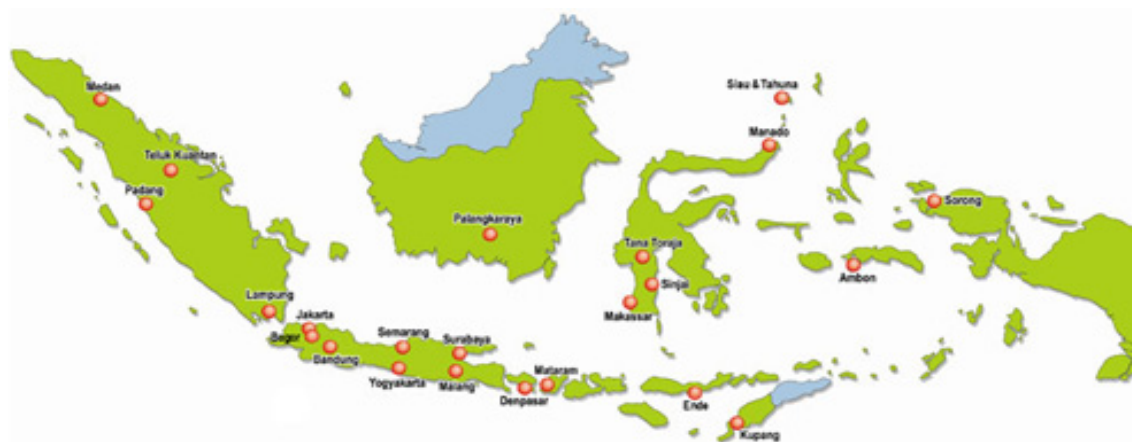 Medan
Siau & Tahuna
Manado
Teluk Kuantan
Padang
Sorong
Palangkaraya
Tana Toraja
Ambon
Sinjai
Makassar
Lampung
Jakarta
Bogor
Bandung
Semarang
Surabaya
Yogyakarta
Malang
Mataram
Denpasar
Ende
Kupang